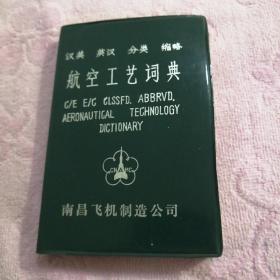 汉英 英汉 分类 缩略
航空工艺词典
C/E E/C CLSSFD. ABBRVD.
AERONAUTICAL TECHNOLOGY
DICTIONARY
南昌飞机制造公司